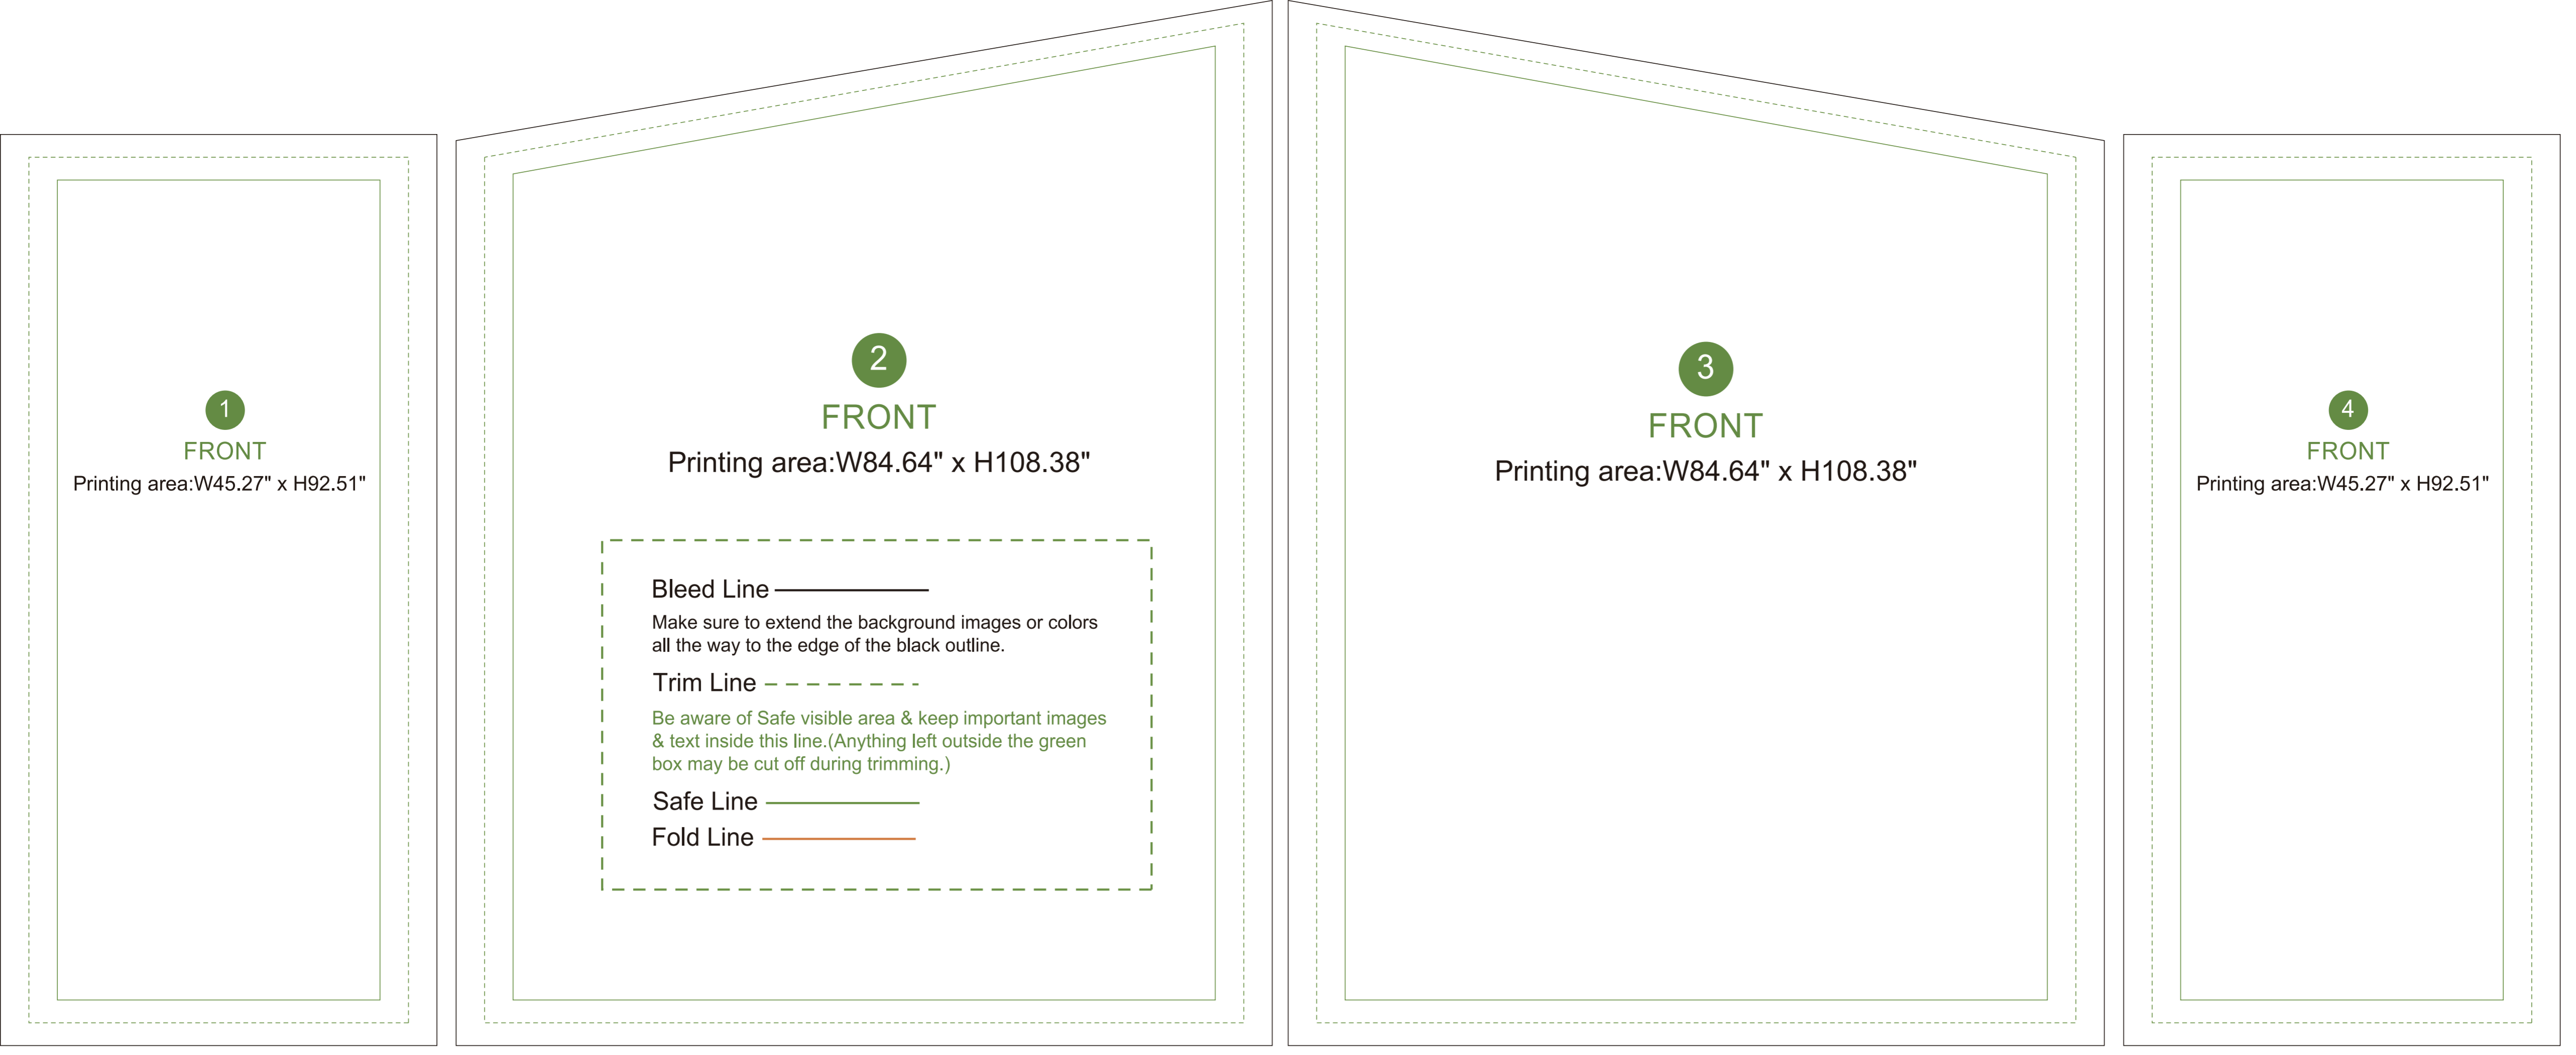 1
FRONT
Printing area:W45.27" x H92.51"
2
FRONT
Printing area:W84.64" x H108.38"
Bleed Line
Make sure to extend the background images or colors
all the way to the edge of the black outline.
Trim Line
Be aware of Safe visible area & keep important images
& text inside this line.(Anything left outside the green
box may be cut off during trimming.)
Safe Line
Fold Line
3
FRONT
Printing area:W84.64" x H108.38"
4
FRONT
Printing area:W45.27" x H92.51"